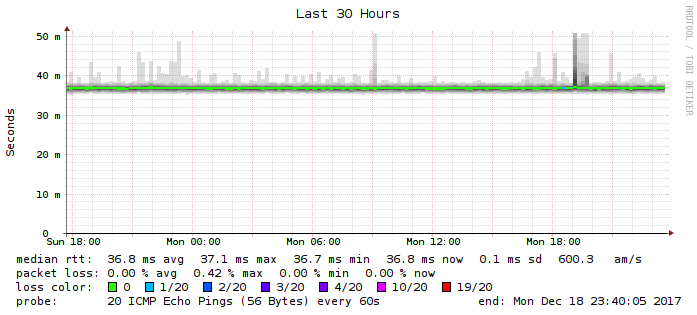 Last 30 Hours
RRDTOOL / TOBI OETIKER
Seconds
50 m
40 m
30 m
20 m
10 m
0
Sun 18:00 Mon 00:00 Mon 06:00 Mon 12:00 Mon 18:00
median rtt: 36.8 ms avg 37.1 ms max 36.7 ms min 36.8 ms now 0.1 ms sd 600.3 am/s
packet loss: 0.00 % avg 0.42 % max 0.00 % min 0.00 % now
loss color: 0 1/20 2/20 3/20 4/20 10/20 19/20
probe: 20 ICMP Echo Pings (56 Bytes) every 60s end: Mon Dec 18 23:40:05 2017